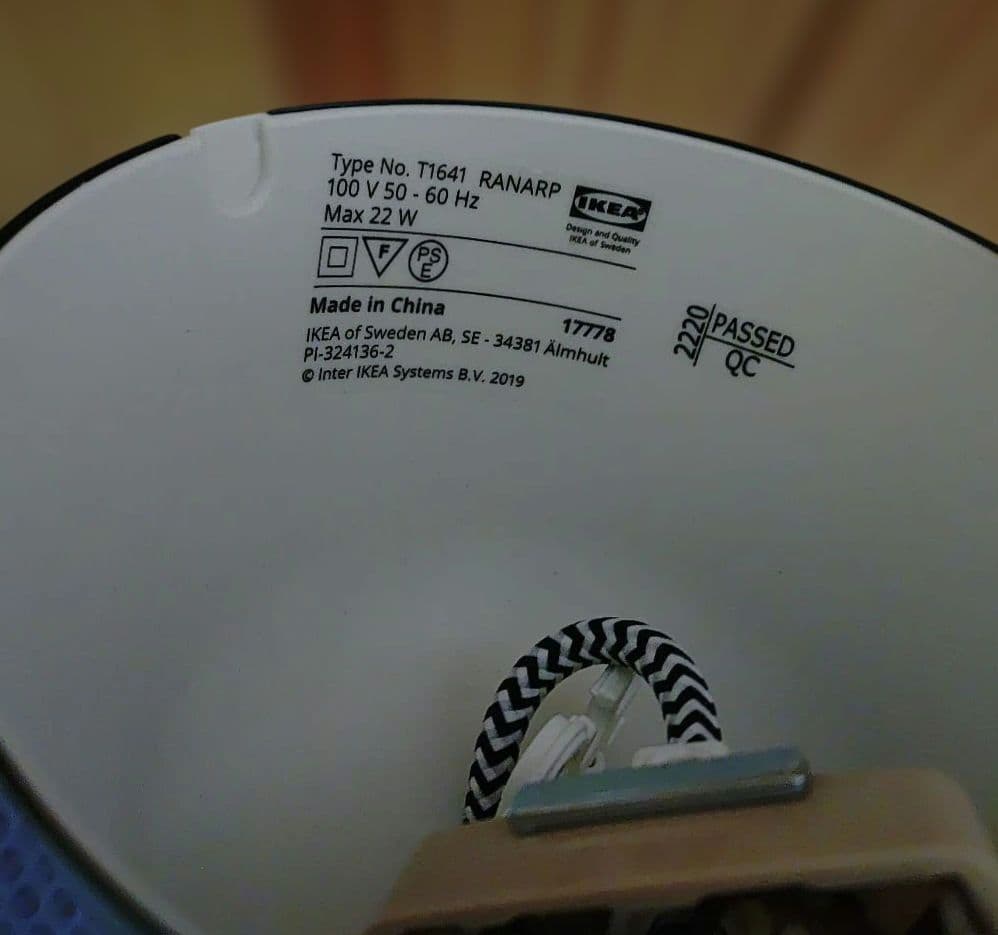 Type No. T1641 RANARP
100 V 50 - 60 Hz
Max 22 W
IKEA
Design and Quality
IKEA of Sweden
F
PS
E
Made in China
17778
IKEA of Sweden AB, SE - 34381 Älmhult
PI-324136-2
© Inter IKEA Systems B.V. 2019
2220
PASSED
QC